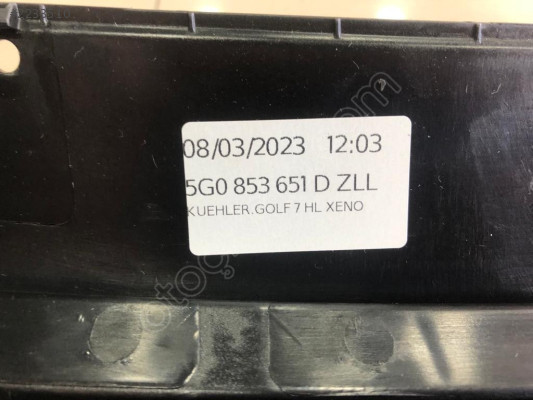 08/03/2023 12:03
5G0 853 651 D ZLL
KUEHLER.GOLF 7 HL XENO